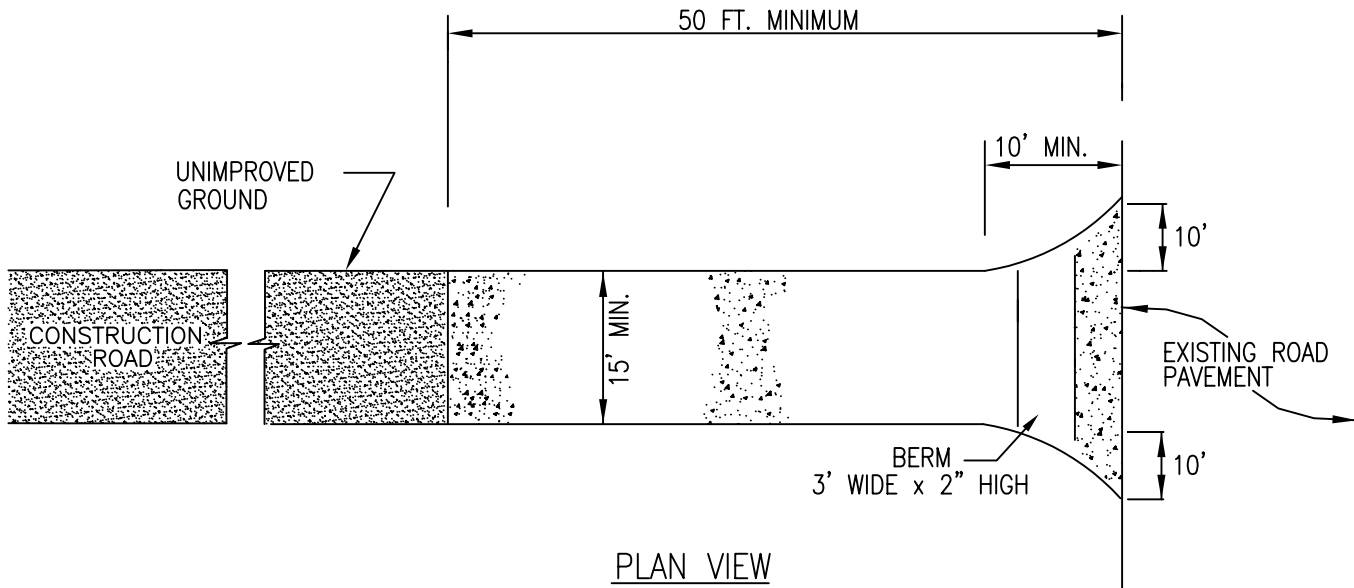 50 FT. MINIMUM
10' MIN.
UNIMPROVED
GROUND
10'
CONSTRUCTION
ROAD
15' MIN.
EXISTING ROAD
PAVEMENT
BERM
3' WIDE x 2" HIGH
10'
PLAN VIEW